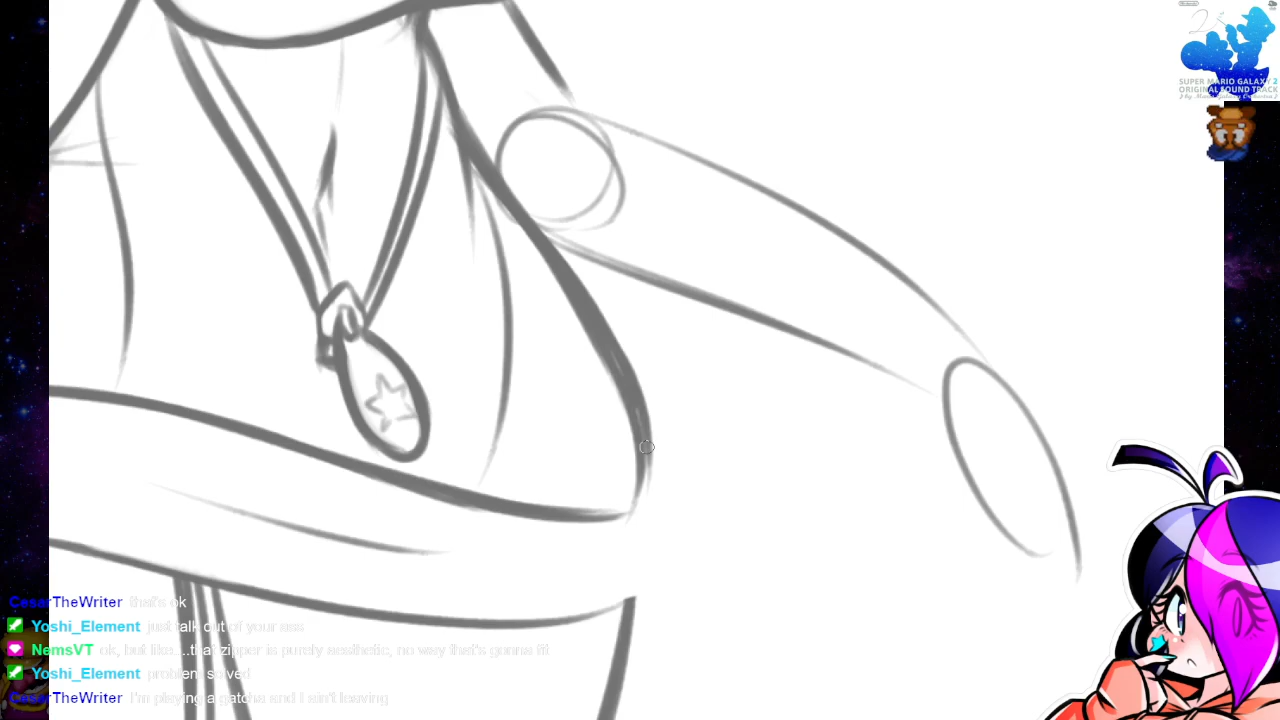 SUPER MARIO GALAXY 2
ORIGINAL SOUND TRACK
CesarTheWriter that's ok
Yoshi_Element just talk out of your ass
NemsVT ok, but like....that zipper is purely aesthetic, no way that's gonna fit
Yoshi_Element problem solved
CesarTheWriter I'm playing a gatcha and I ain't leaving